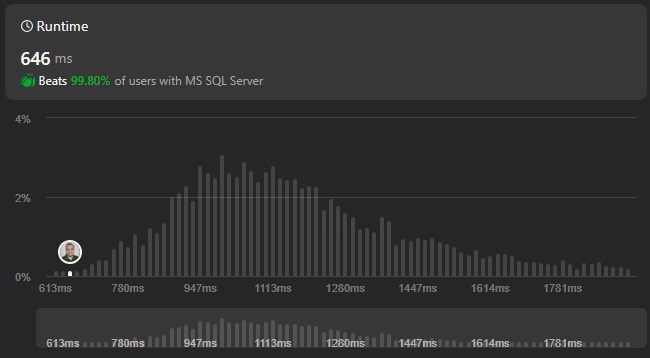 Runtime
646 ms
Beats 99.80% of users with MS SQL Server
4%
2%
0%
613ms 780ms 947ms 1113ms 1280ms 1447ms 1614ms 1781ms
613ms 780ms 947ms 1113ms 1280ms 1447ms 1614ms 1781ms